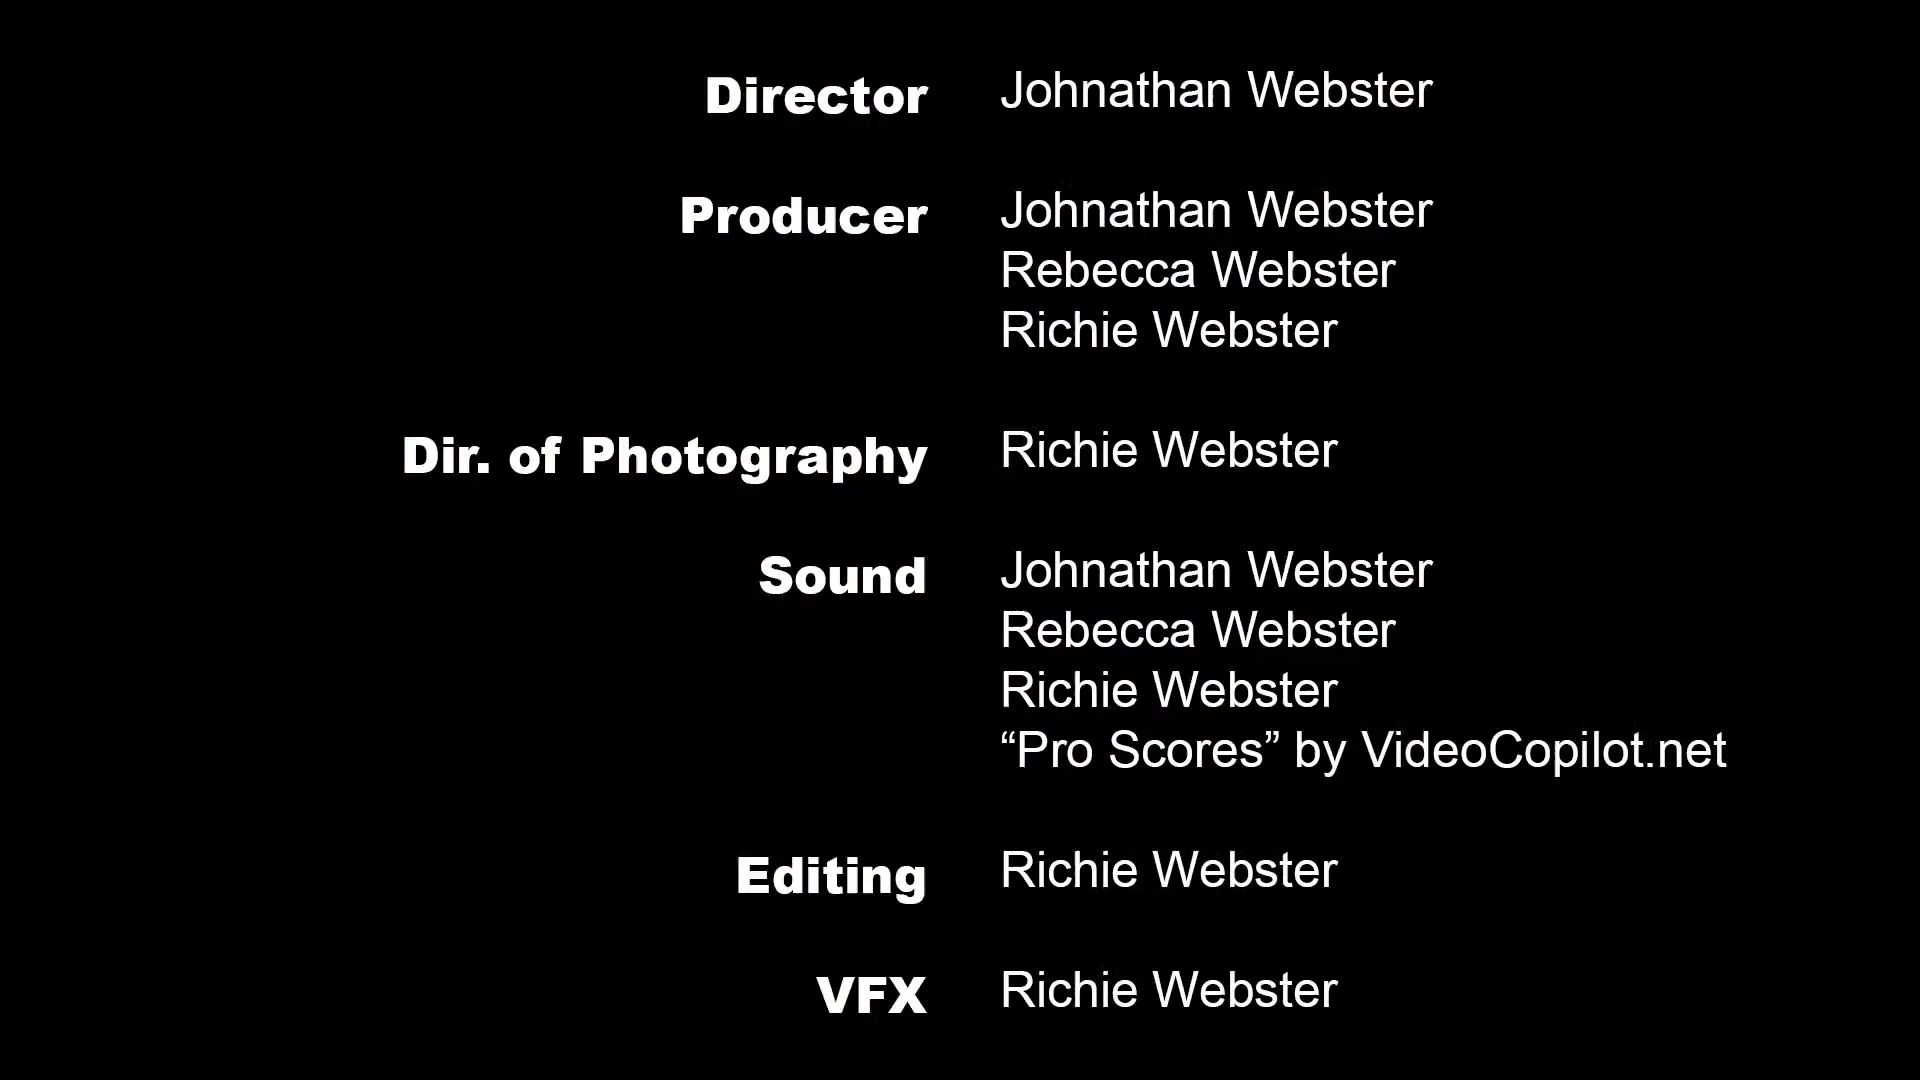 Director Johnathan Webster
Producer Johnathan Webster
Rebecca Webster
Richie Webster
Dir. of Photography Richie Webster
Sound Johnathan Webster
Rebecca Webster
Richie Webster
“Pro Scores” by VideoCopilot.net
Editing Richie Webster
VFX Richie Webster